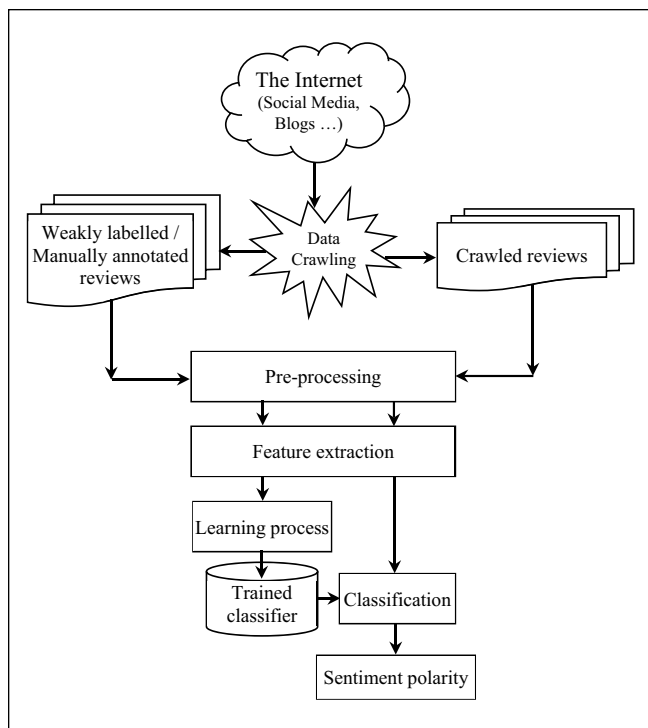 The Internet
(Social Media,
Blogs ...)
Data
Crawling
Weakly labelled /
Manually annotated
reviews
Crawled reviews
Pre-processing
Feature extraction
Learning process
Trained
classifier
Classification
Sentiment polarity